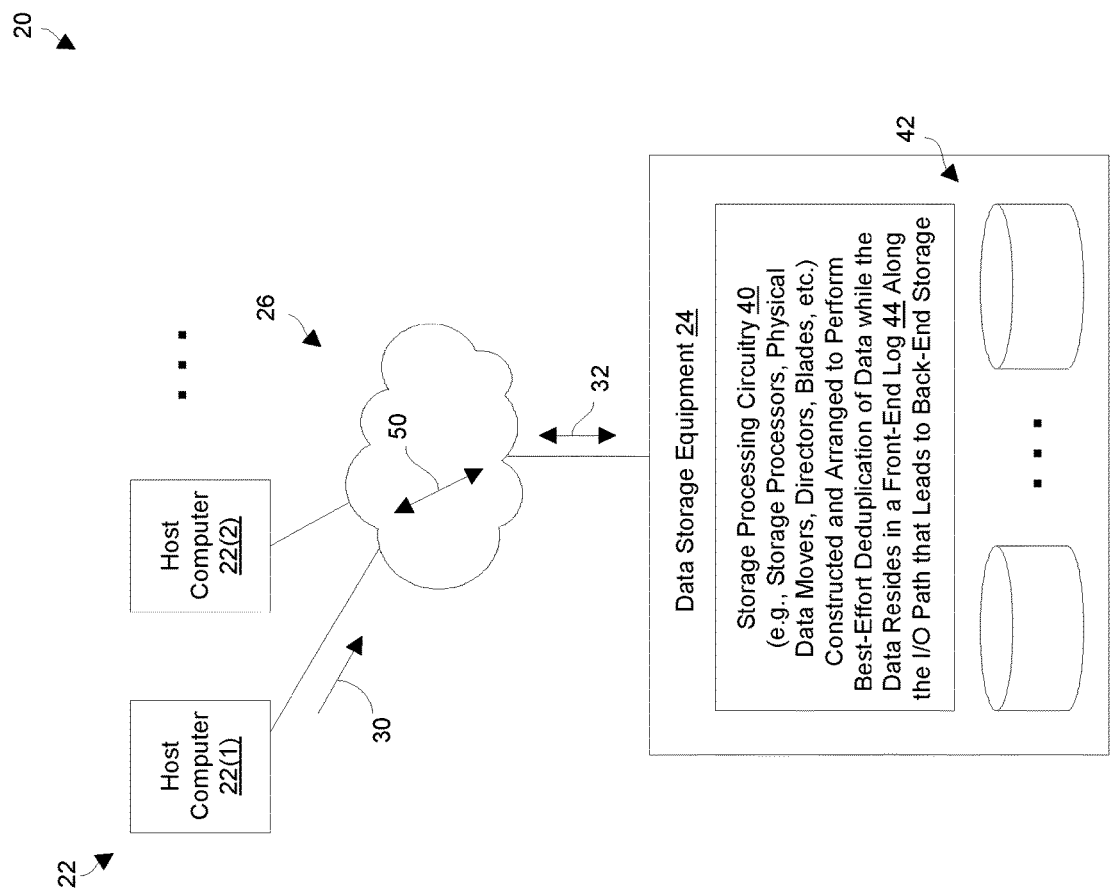 20
22
Host
Computer
22(1)
Host
Computer
22(2)
26
30
50
32
Data Storage Equipment 24
Storage Processing Circuitry 40
(e.g., Storage Processors, Physical
Data Movers, Directors, Blades, etc.)
Constructed and Arranged to Perform
Best-Effort Deduplication of Data while the
Data Resides in a Front-End Log 44 Along
the I/O Path that Leads to Back-End Storage
42